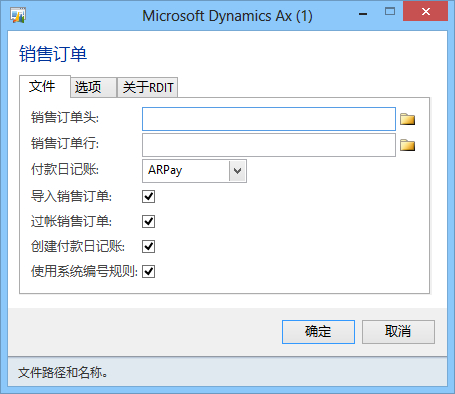 Microsoft Dynamics Ax (1)
销售订单
文件 选项 关于RDIT
销售订单头:
销售订单行:
付款日记账: ARPay
导入销售订单:
过帐销售订单:
创建付款日记账:
使用系统编号规则:
确定 取消
文件路径和名称。